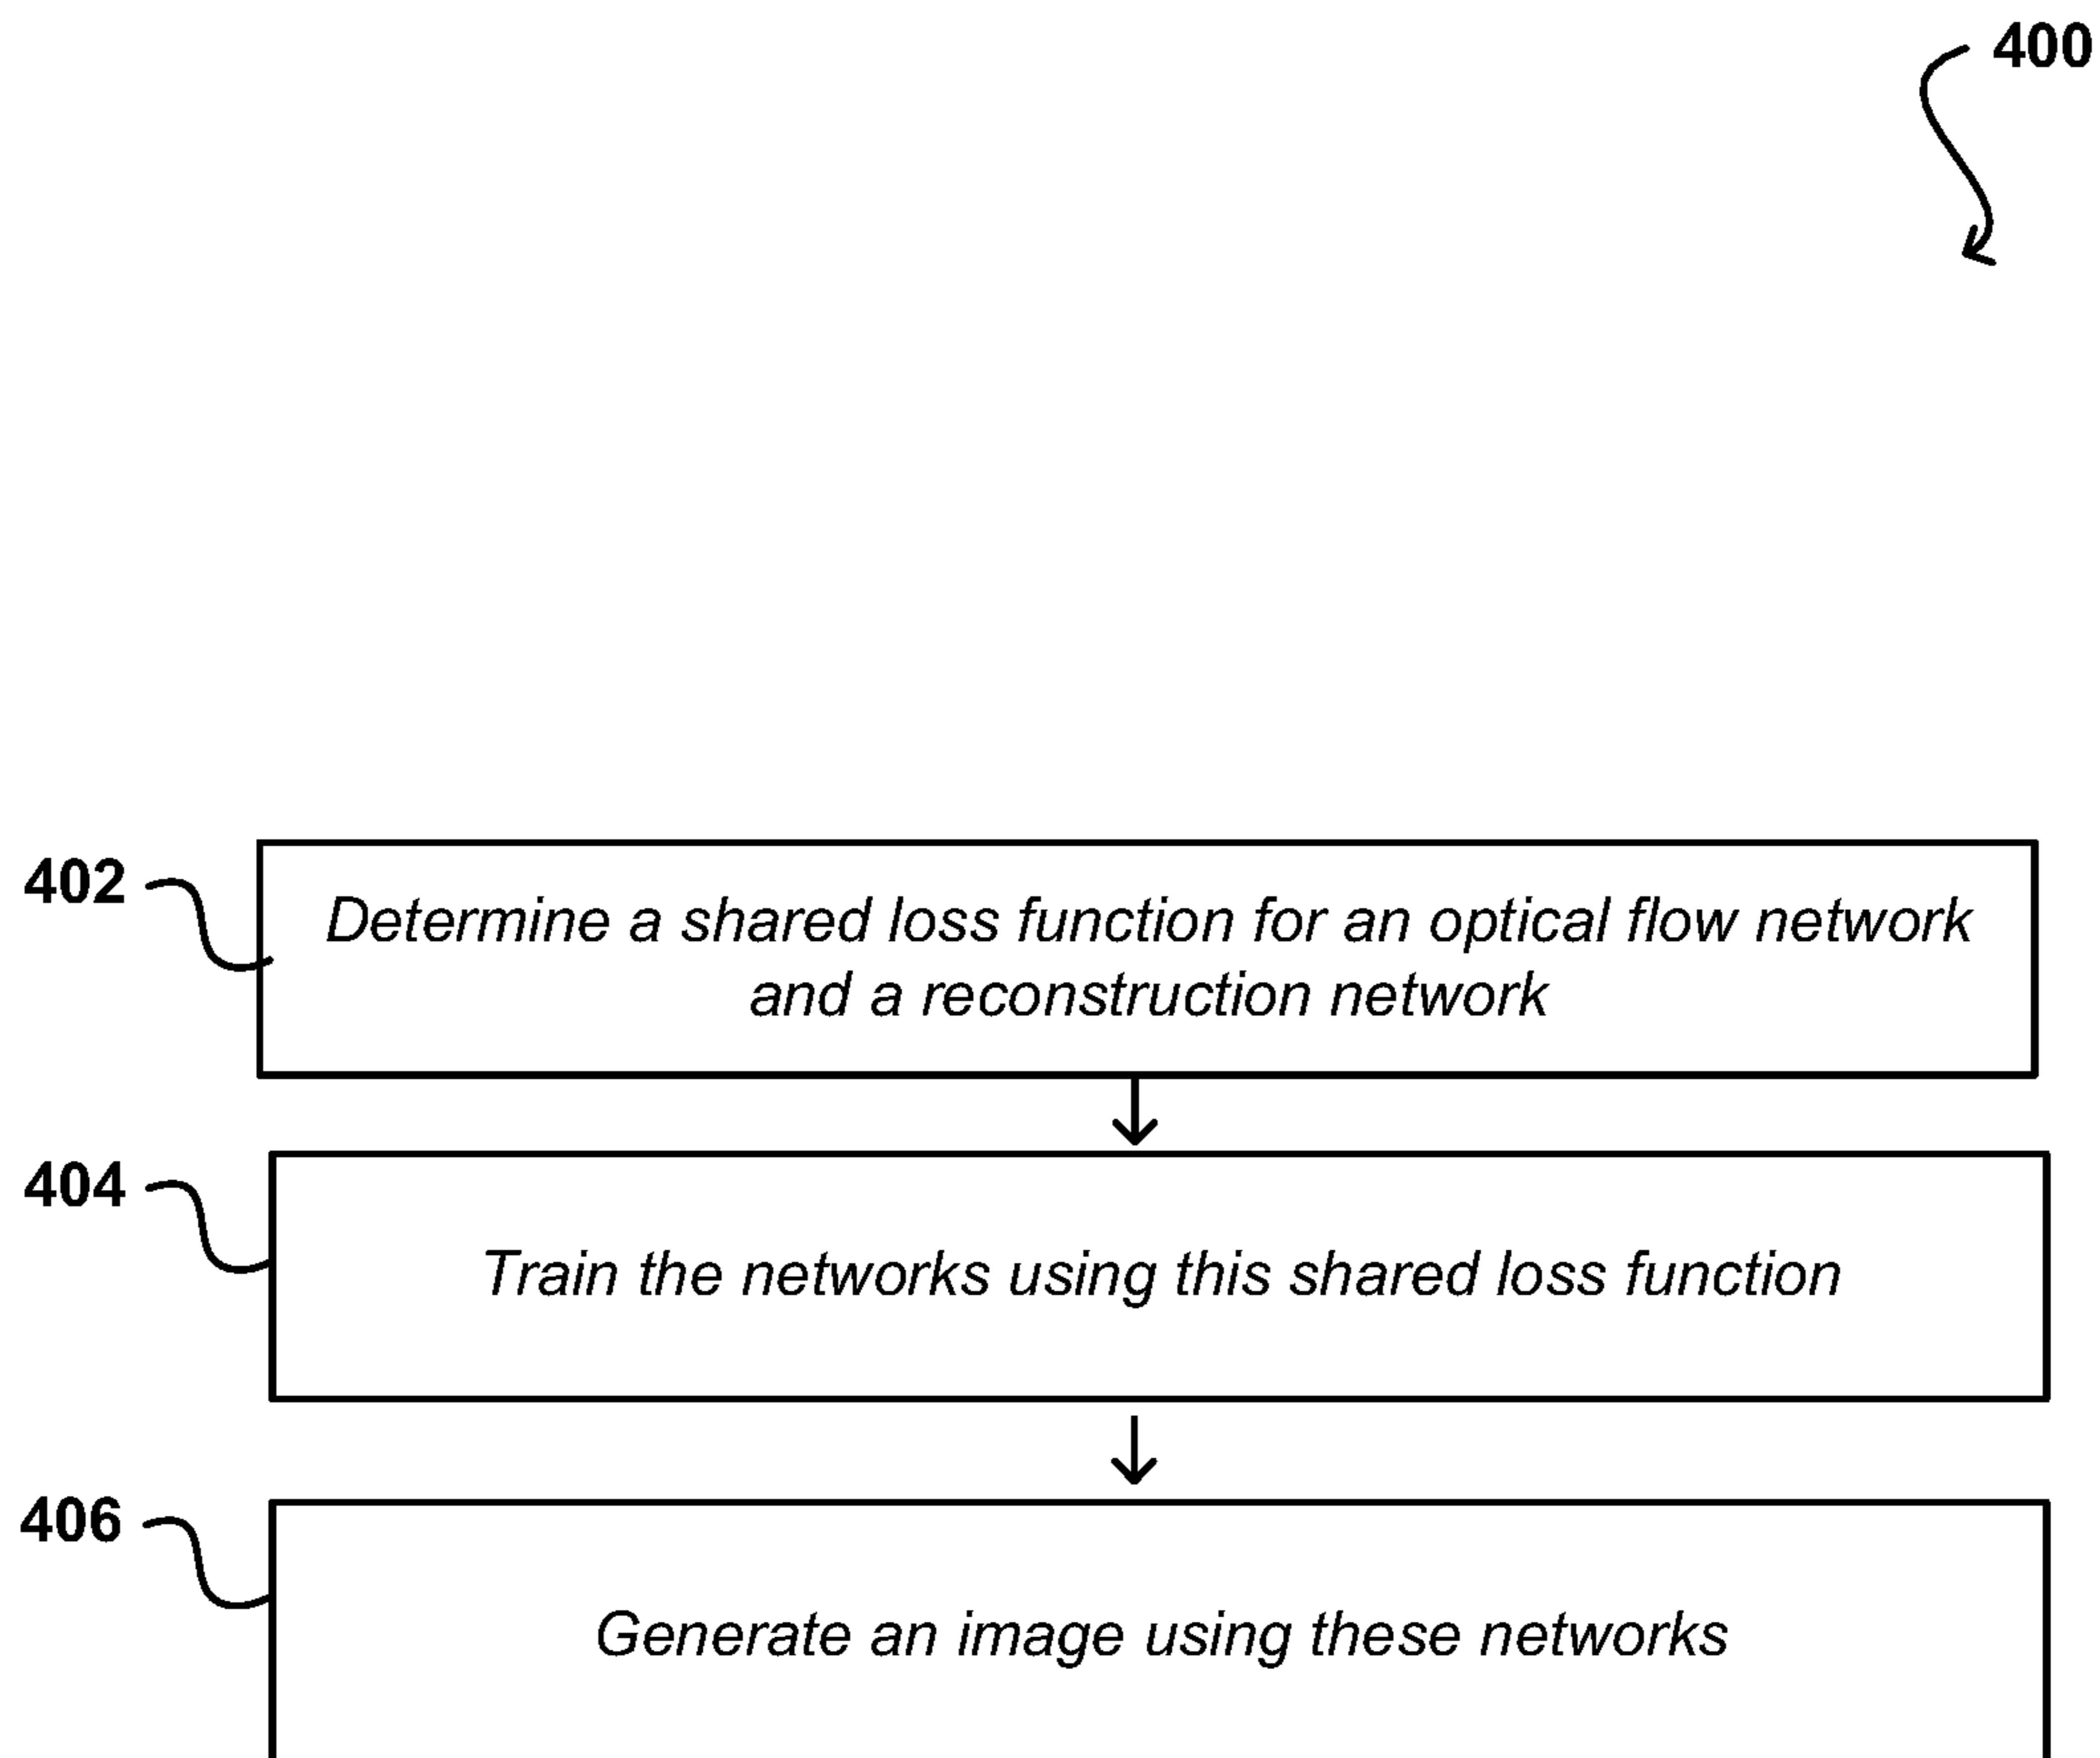 400
402
Determine a shared loss function for an optical flow network
and a reconstruction network
404
Train the networks using this shared loss function
406
Generate an image using these networks